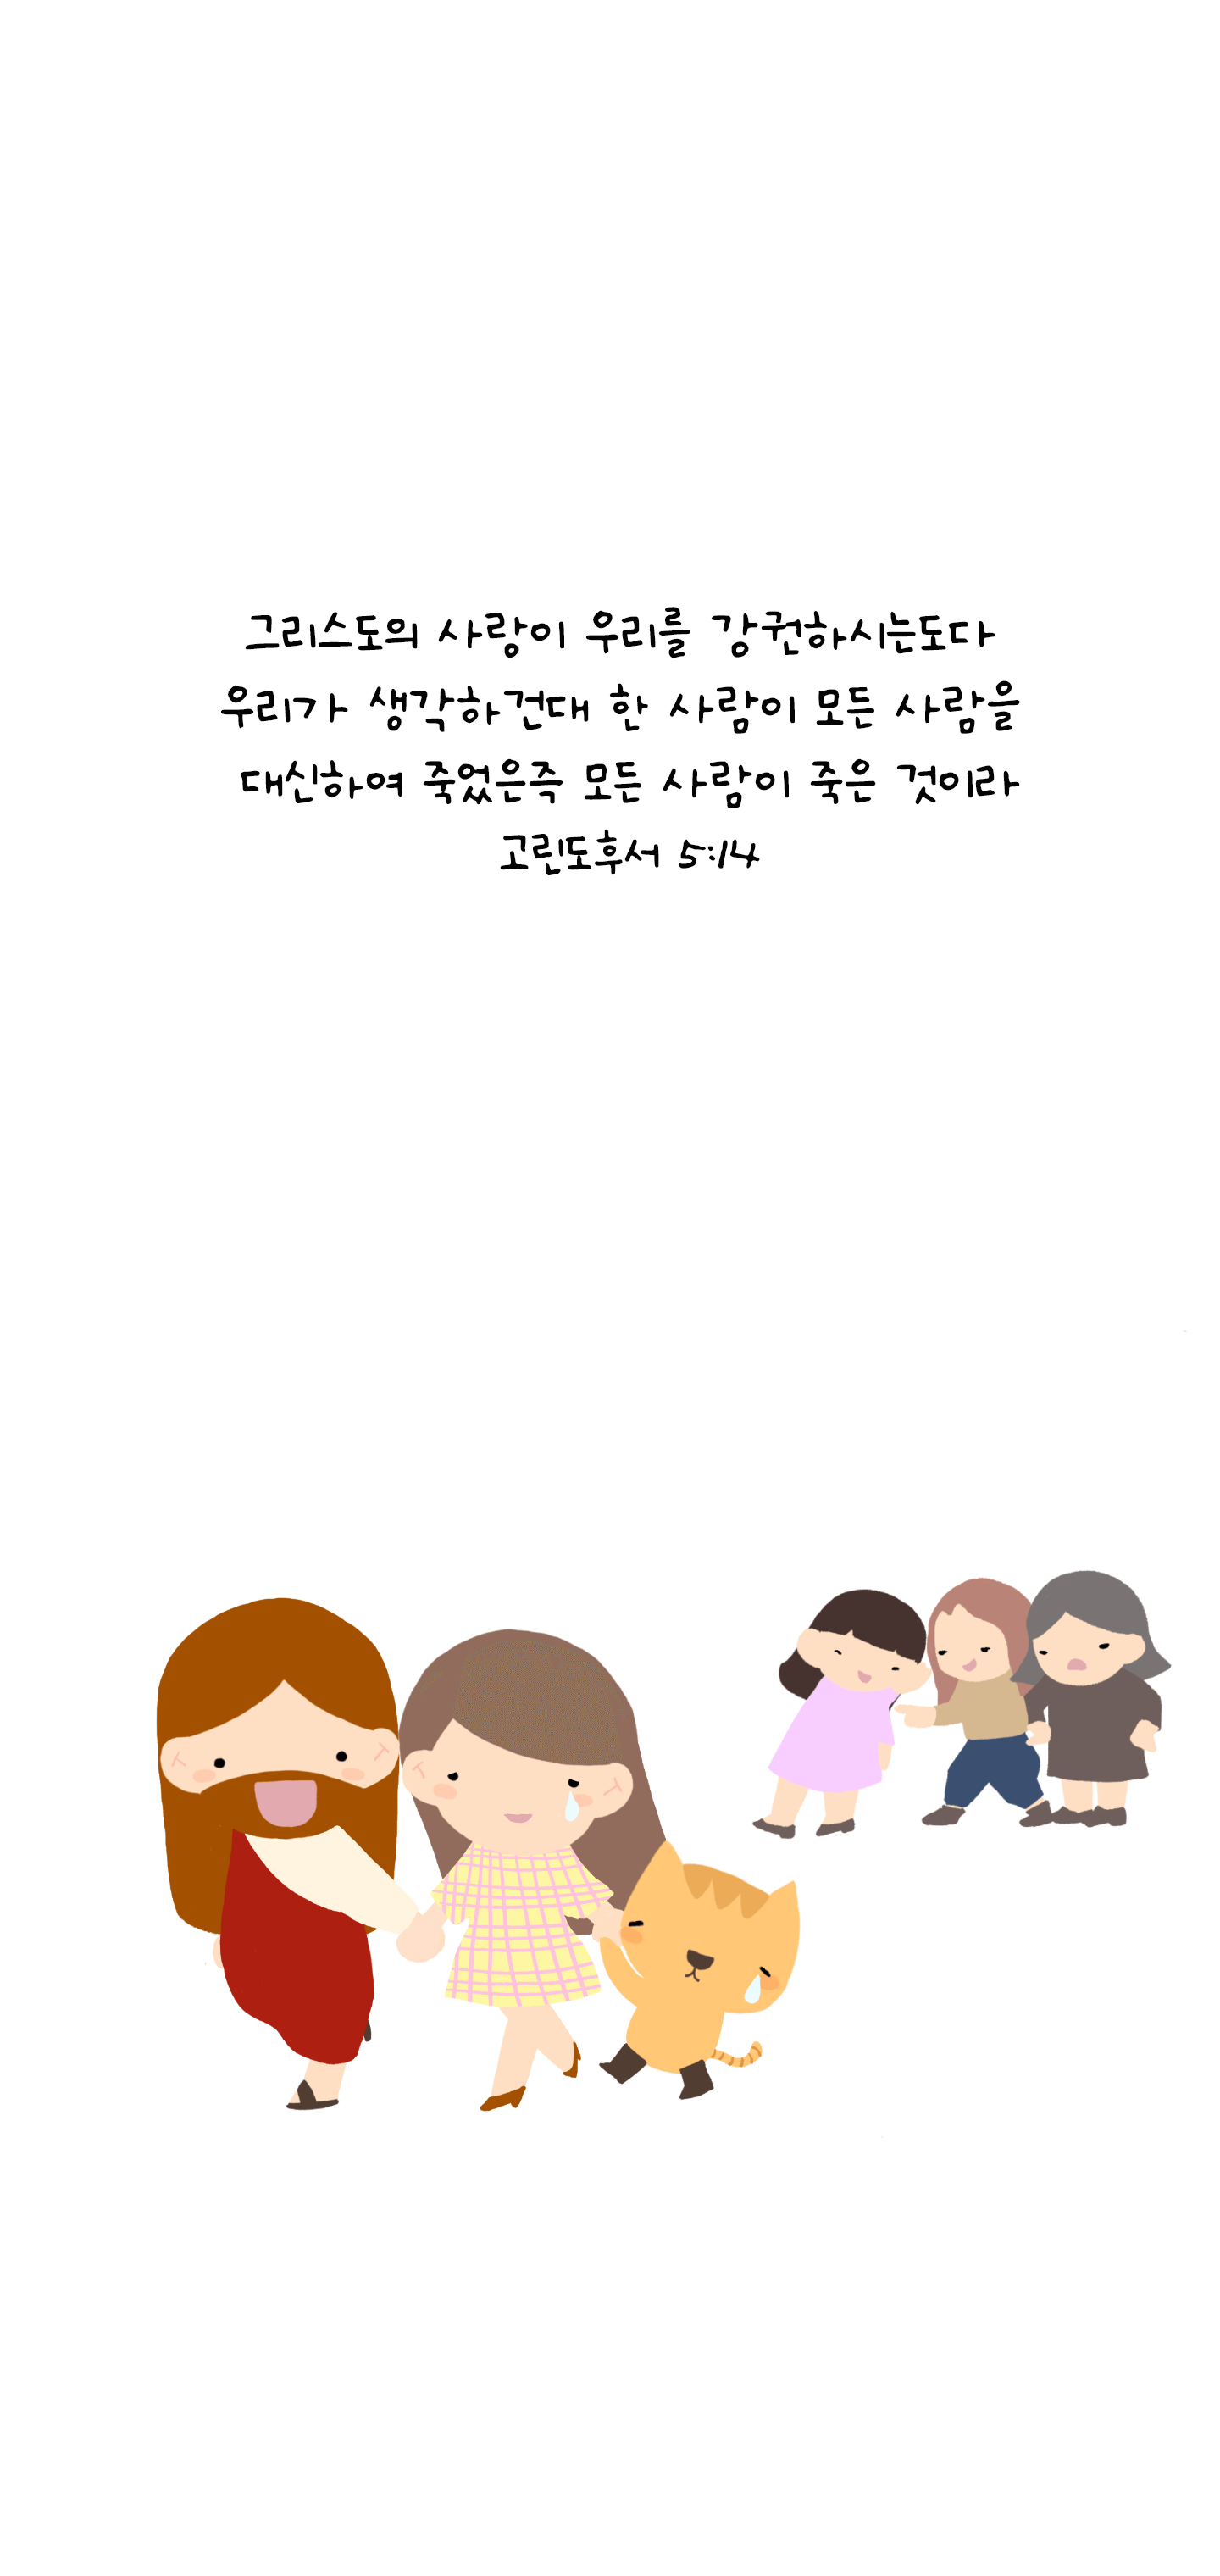 그리스도의 사랑이 우리를 강권하시는도다
우리가 생각하건대 한 사람이 모든 사람을
대신하여 죽었은즉 모든 사람이 죽은 것이라
고린도후서 5:14